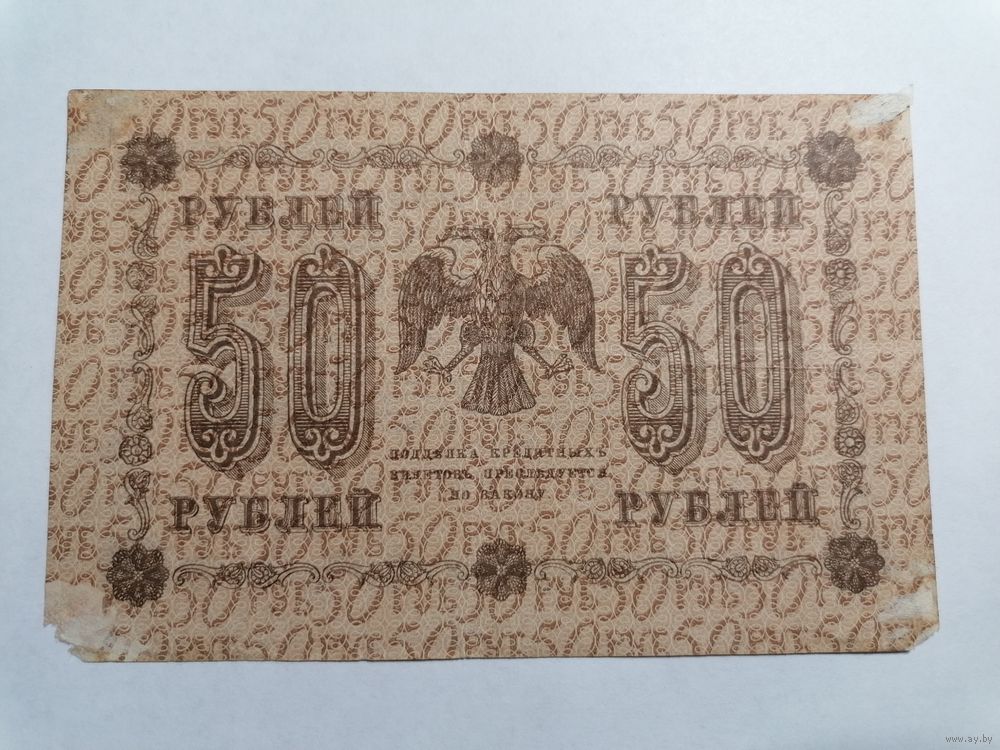 РУБЛЕЙ РУБЛЕЙ
50 50
ПОДДѢЛКА КРЕДИТНЫХЪ
БИЛЕТОВЪ ПРЕСЛѢДУЕТСЯ
ПО ЗАКОНУ
РУБЛЕЙ РУБЛЕЙ
www.ay.by